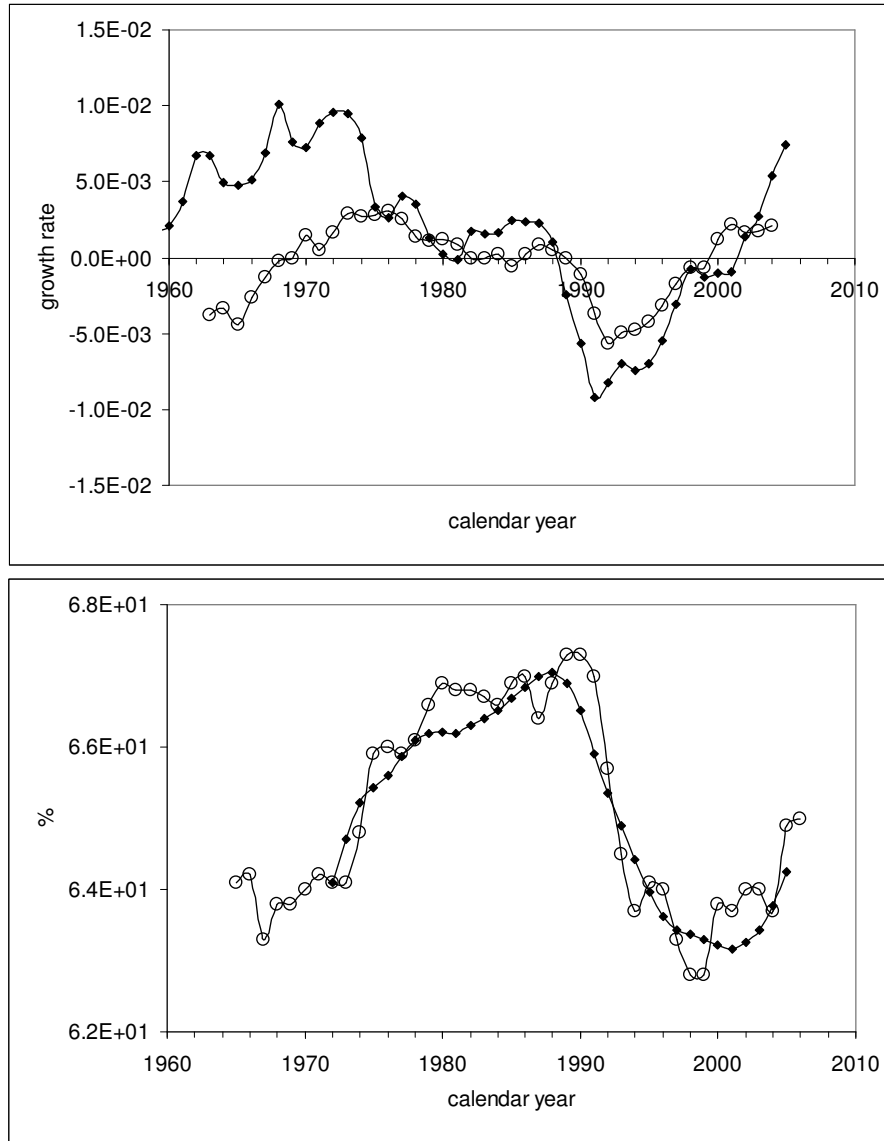 1.5E-02
1.0E-02
5.0E-03
0.0E+00
-5.0E-03
-1.0E-02
-1.5E-02
growth rate
1960 1970 1980 1990 2000 2010
calendar year
6.8E+01
6.6E+01
6.4E+01
6.2E+01
%
1960 1970 1980 1990 2000 2010
calendar year